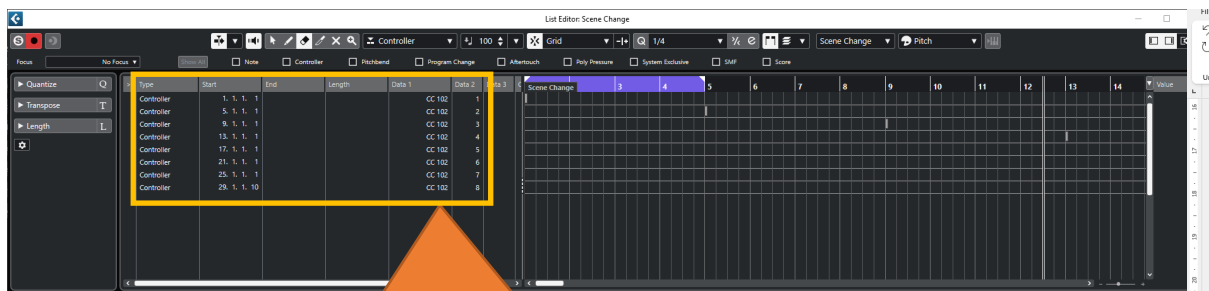 List Editor: Scene Change
Controller 100 Grid Q 1/4 Scene Change Pitch
Focus No Focus Show All Note Controller Pitchbend Program Change Aftertouch Poly Pressure System Exclusive SMF Score
Quantize Q
Transpose T
Length L
Type Start End Length Data 1 Data 2 Data 3
Controller 1. 1. 1. 1 CC 102 1
Controller 5. 1. 1. 1 CC 102 2
Controller 9. 1. 1. 1 CC 102 3
Controller 13. 1. 1. 1 CC 102 4
Controller 17. 1. 1. 1 CC 102 5
Controller 21. 1. 1. 1 CC 102 6
Controller 25. 1. 1. 1 CC 102 7
Controller 29. 1. 1. 10 CC 102 8
Scene Change 3 4 5 6 7 8 9 10 11 12 13 14 Value
16
17
18
19
20